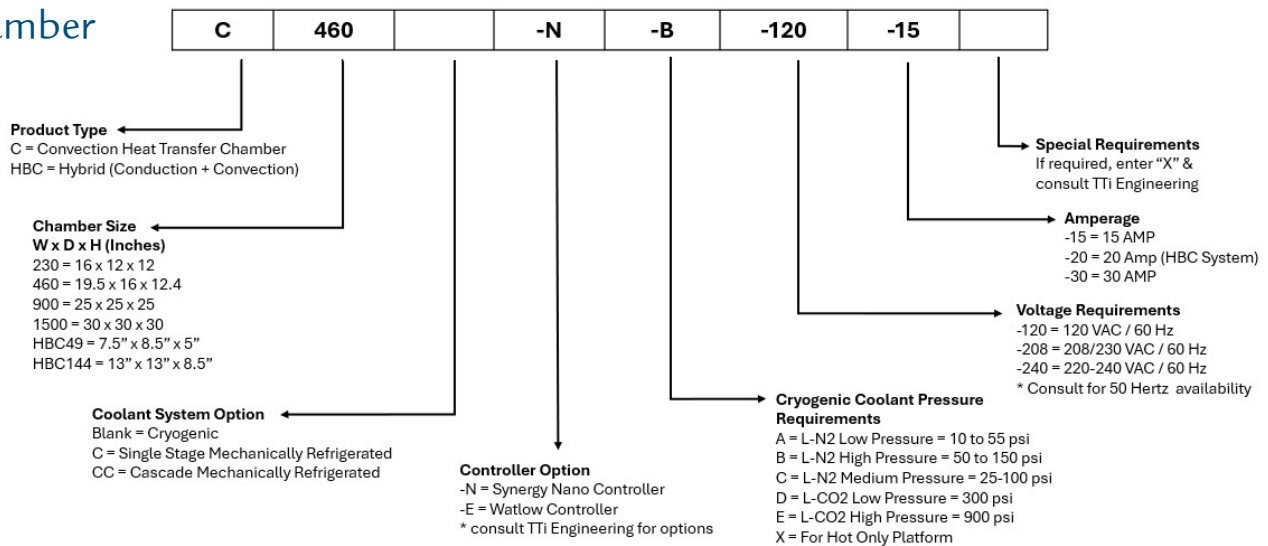 amber
C 460 -N -B -120 -15
Product Type
C = Convection Heat Transfer Chamber
HBC = Hybrid (Conduction + Convection)
Chamber Size
W x D x H (Inches)
230 = 16 x 12 x 12
460 = 19.5 x 16 x 12.4
900 = 25 x 25 x 25
1500 = 30 x 30 x 30
HBC49 = 7.5” x 8.5” x 5”
HBC144 = 13” x 13” x 8.5”
Coolant System Option
Blank = Cryogenic
C = Single Stage Mechanically Refrigerated
CC = Cascade Mechanically Refrigerated
Controller Option
-N = Synergy Nano Controller
-E = Watlow Controller
* consult TTi Engineering for options
Cryogenic Coolant Pressure
Requirements
A = L-N2 Low Pressure = 10 to 55 psi
B = L-N2 High Pressure = 50 to 150 psi
C = L-N2 Medium Pressure = 25-100 psi
D = L-CO2 Low Pressure = 300 psi
E = L-CO2 High Pressure = 900 psi
X = For Hot Only Platform
Voltage Requirements
-120 = 120 VAC / 60 Hz
-208 = 208/230 VAC / 60 Hz
-240 = 220-240 VAC / 60 Hz
* Consult for 50 Hertz availability
Amperage
-15 = 15 AMP
-20 = 20 Amp (HBC System)
-30 = 30 AMP
Special Requirements
If required, enter “X” &
consult TTi Engineering